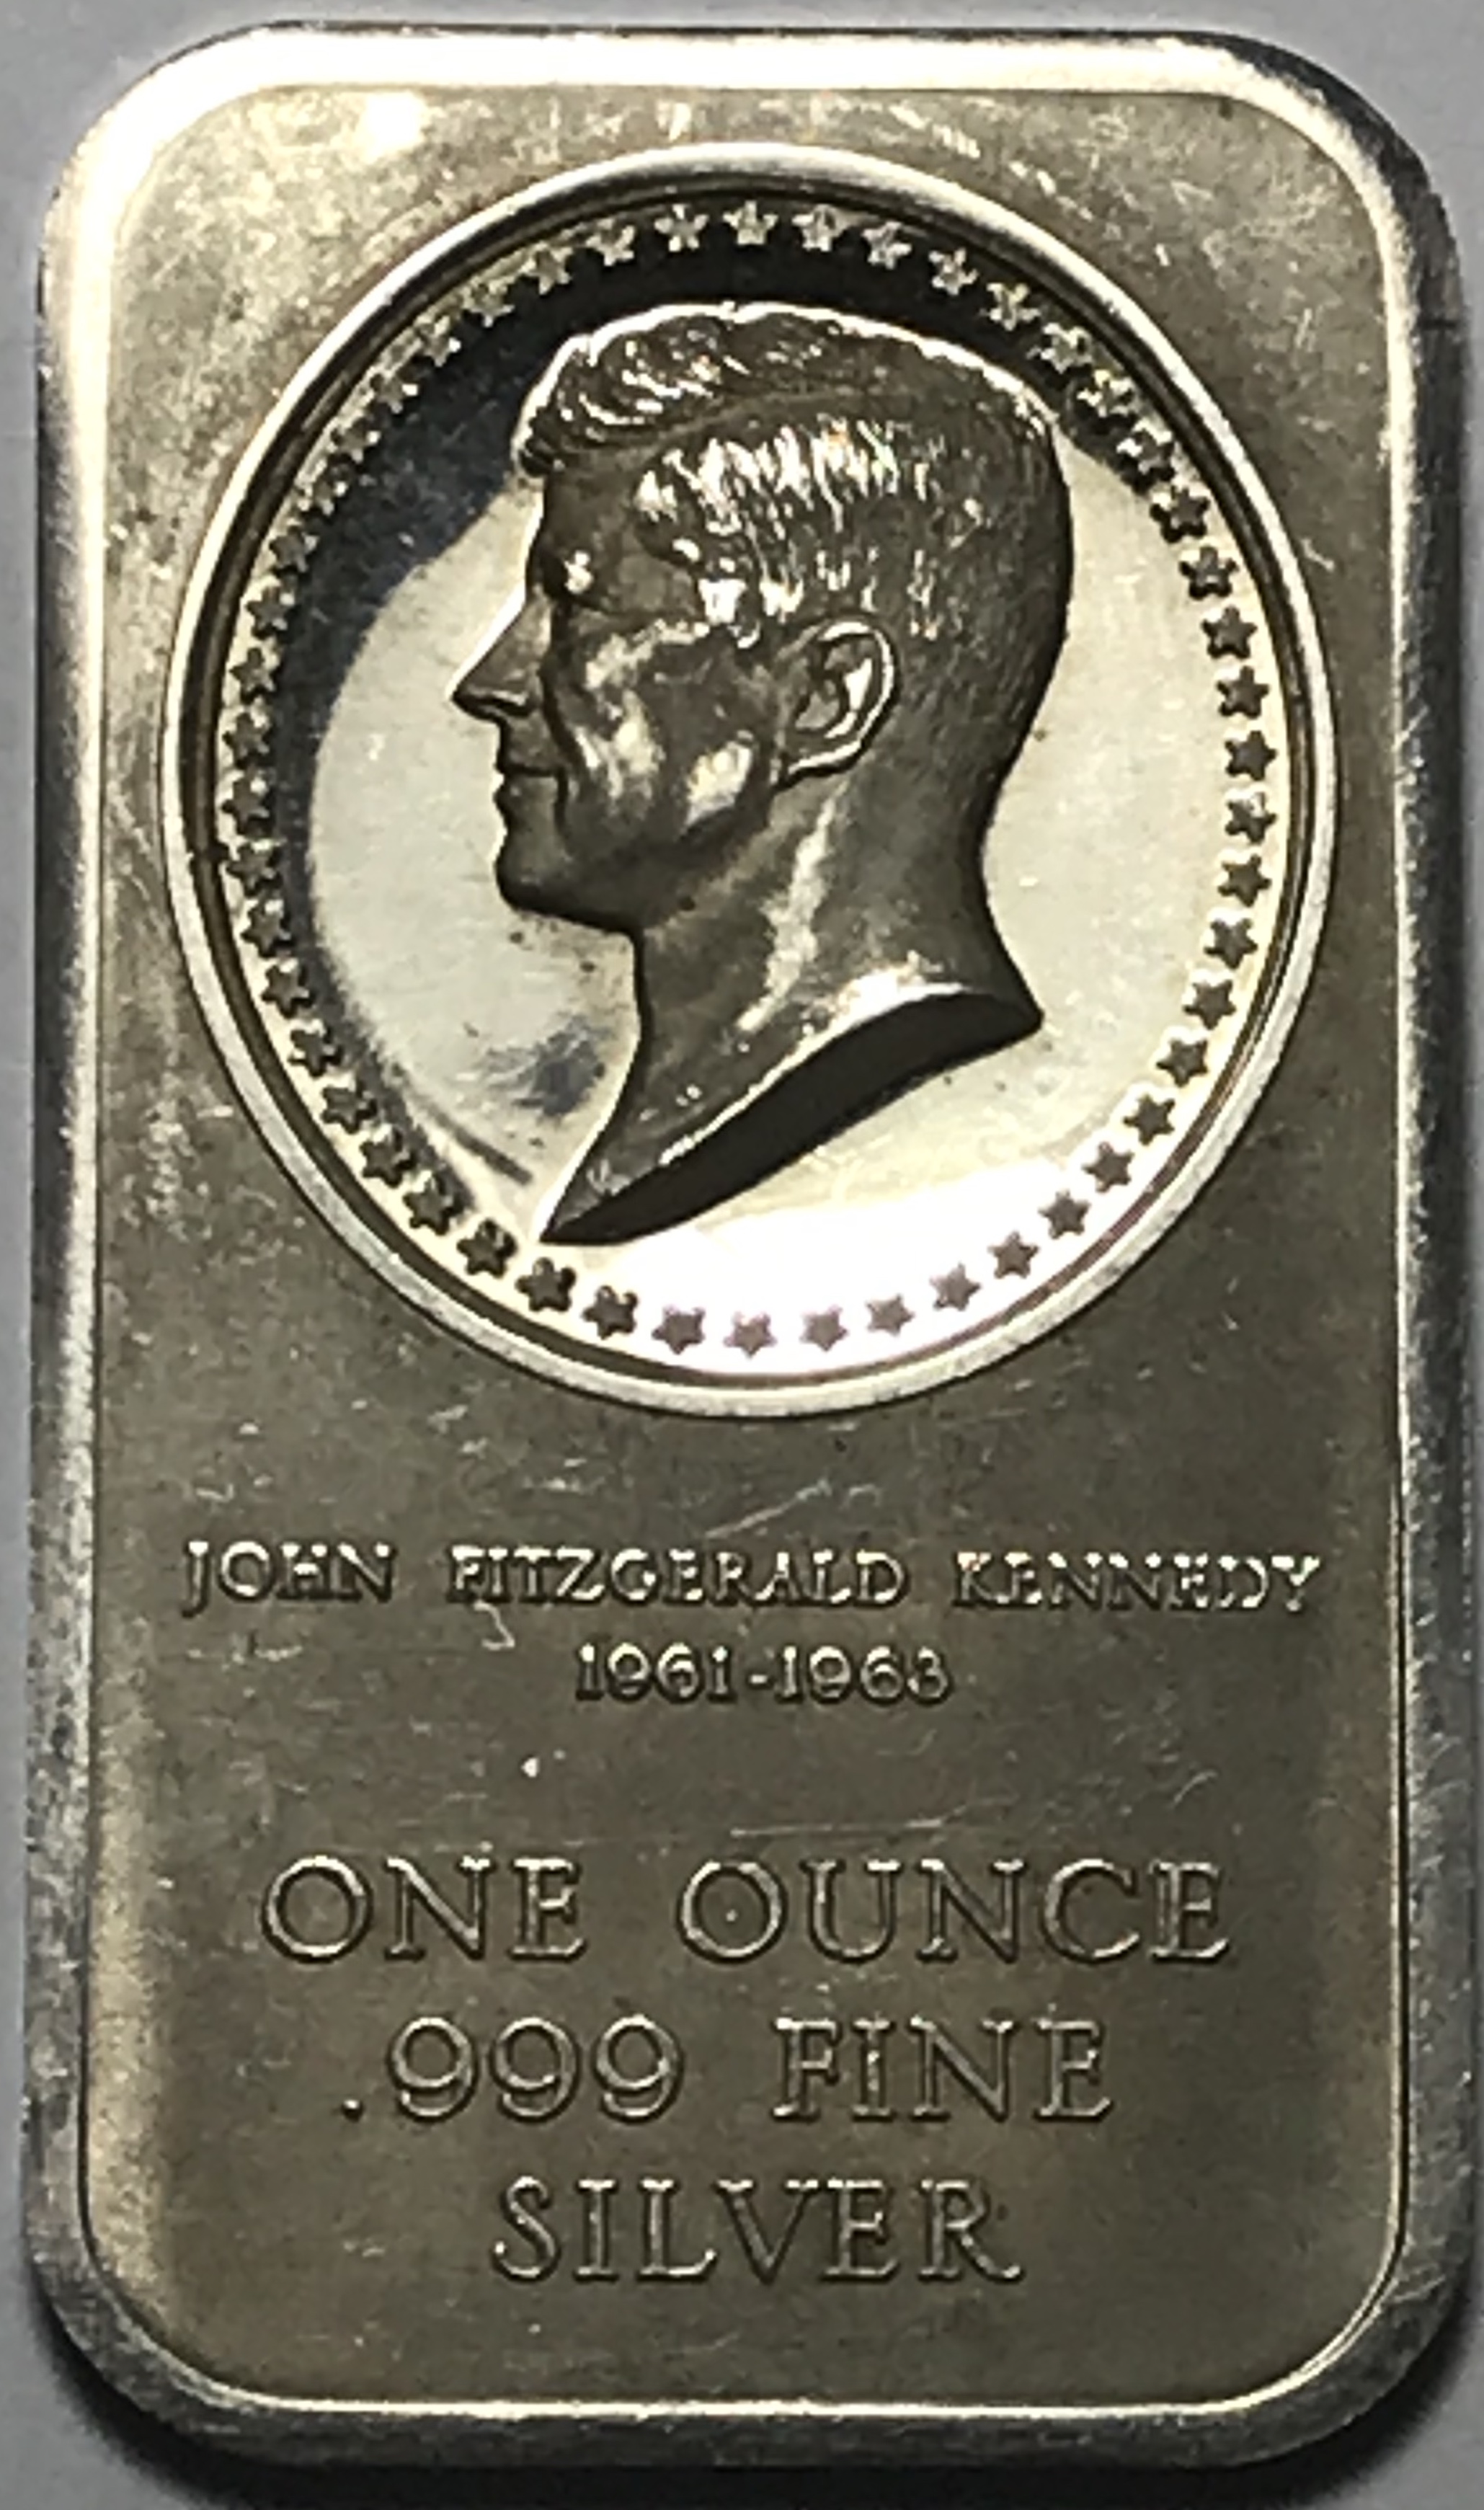 JOHN FITZGERALD KENNEDY
1961-1963
ONE OUNCE
.999 FINE
SILVER